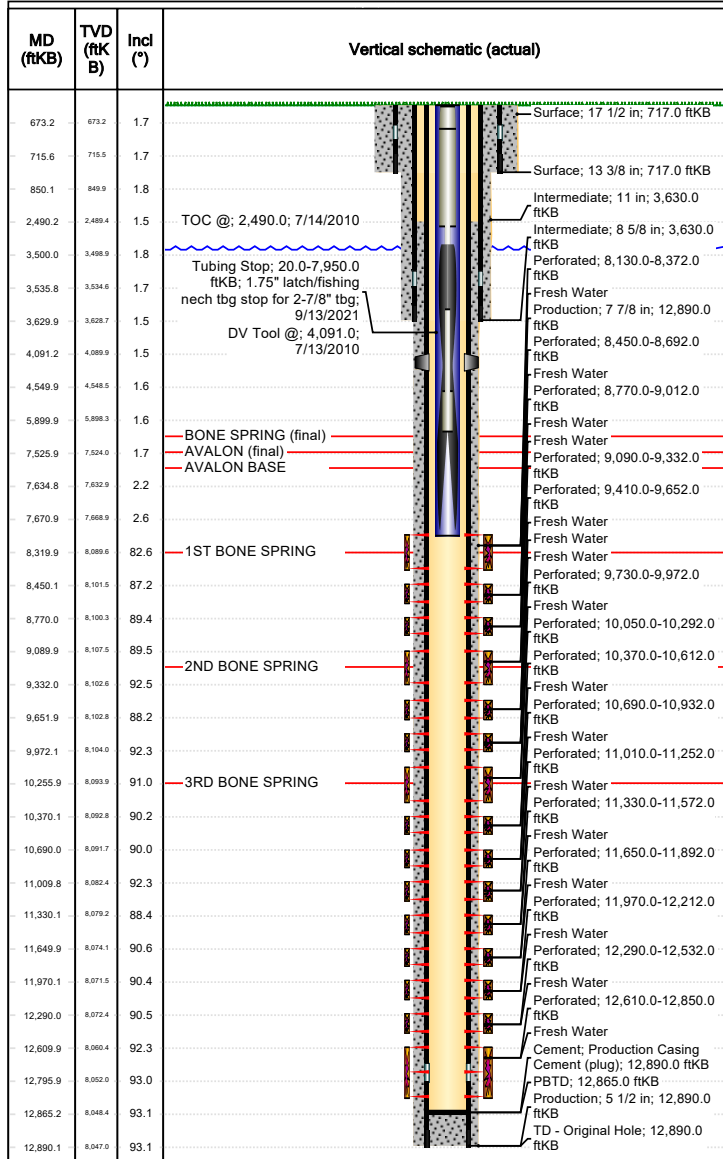 MD
(ftKB)
TVD
(ftK
B)
Incl
(°)
Vertical schematic (actual)
673.2 673.2 1.7
715.6 715.5 1.7
850.1 849.9 1.8
2,490.2 2,489.4 1.5
3,500.0 3,498.9 1.8
3,535.8 3,534.6 1.7
3,629.9 3,628.7 1.5
4,091.2 4,089.9 1.5
4,549.9 4,548.5 1.6
5,899.9 5,898.3 1.6
7,525.9 7,524.0 1.7
7,634.8 7,632.9 2.2
7,670.9 7,668.9 2.6
8,319.9 8,089.6 82.6
8,450.1 8,101.5 87.2
8,770.0 8,100.3 89.4
9,089.9 8,107.5 89.5
9,332.0 8,102.6 92.5
9,651.9 8,102.8 88.2
9,972.1 8,104.0 92.3
10,255.9 8,093.9 91.0
10,370.1 8,092.8 90.2
10,690.0 8,091.7 90.0
11,009.8 8,082.4 92.3
11,330.1 8,079.2 88.4
11,649.9 8,074.1 90.6
11,970.1 8,071.5 90.4
12,290.0 8,072.4 90.5
12,609.9 8,060.4 92.3
12,795.9 8,052.0 93.0
12,865.2 8,048.4 93.1
12,890.1 8,047.0 93.1
TOC @; 2,490.0; 7/14/2010
Tubing Stop; 20.0-7,950.0
ftKB; 1.75" latch/fishing
nech tbg stop for 2-7/8" tbg;
9/13/2021
DV Tool @; 4,091.0;
7/13/2010
BONE SPRING (final)
AVALON (final)
AVALON BASE
1ST BONE SPRING
2ND BONE SPRING
3RD BONE SPRING
Surface; 17 1/2 in; 717.0 ftKB
Surface; 13 3/8 in; 717.0 ftKB
Intermediate; 11 in; 3,630.0
ftKB
Intermediate; 8 5/8 in; 3,630.0
ftKB
Perforated; 8,130.0-8,372.0
ftKB
Fresh Water
Production; 7 7/8 in; 12,890.0
ftKB
Perforated; 8,450.0-8,692.0
ftKB
Fresh Water
Perforated; 8,770.0-9,012.0
ftKB
Fresh Water
Fresh Water
Perforated; 9,090.0-9,332.0
ftKB
Perforated; 9,410.0-9,652.0
ftKB
Fresh Water
Fresh Water
Fresh Water
Perforated; 9,730.0-9,972.0
ftKB
Fresh Water
Perforated; 10,050.0-10,292.0
ftKB
Perforated; 10,370.0-10,612.0
ftKB
Fresh Water
Perforated; 10,690.0-10,932.0
ftKB
Fresh Water
Perforated; 11,010.0-11,252.0
ftKB
Fresh Water
Perforated; 11,330.0-11,572.0
ftKB
Fresh Water
Perforated; 11,650.0-11,892.0
ftKB
Fresh Water
Perforated; 11,970.0-12,212.0
ftKB
Fresh Water
Perforated; 12,290.0-12,532.0
ftKB
Fresh Water
Perforated; 12,610.0-12,850.0
ftKB
Fresh Water
Cement; Production Casing
Cement (plug); 12,890.0 ftKB
PBTD; 12,865.0 ftKB
Production; 5 1/2 in; 12,890.0
ftKB
TD - Original Hole; 12,890.0
ftKB